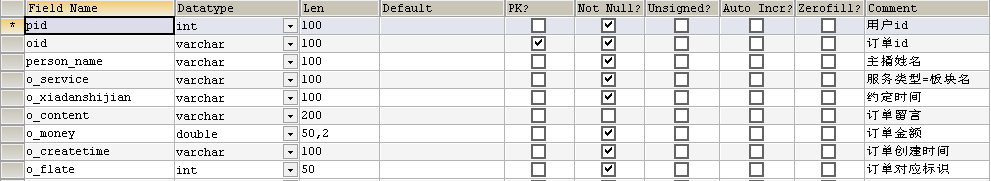 Field Name Datatype Len Default PK? Not Null? Unsigned? Auto Incr? Zerofill? Comment
* pid int 100 用户id
oid varchar 100 订单id
person_name varchar 100 主播姓名
o_service varchar 100 服务类型=板块名
o_xiadanshijian varchar 100 约定时间
o_content varchar 200 订单留言
o_money double 50,2 订单金额
o_createtime varchar 100 订单创建时间
o_flate int 50 订单对应标识